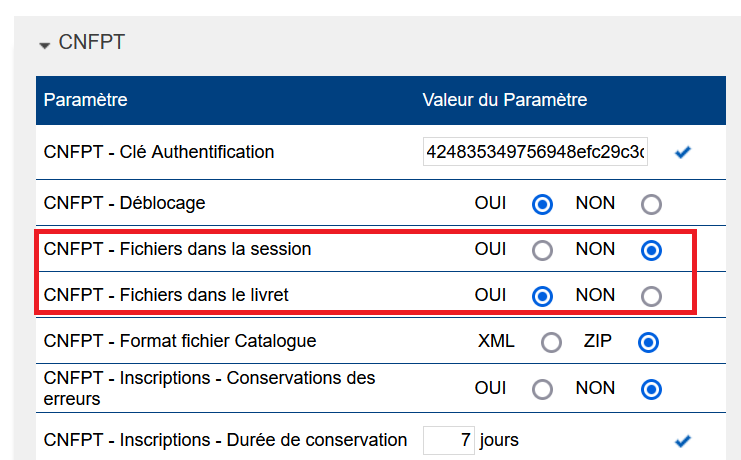 CNFPT
Paramètre Valeur du Paramètre
CNFPT - Clé Authentification 424835349756948efc29c3
CNFPT - Déblocage OUI NON
CNFPT - Fichiers dans la session OUI NON
CNFPT - Fichiers dans le livret OUI NON
CNFPT - Format fichier Catalogue XML ZIP
CNFPT - Inscriptions - Conservations des
erreurs OUI NON
CNFPT - Inscriptions - Durée de conservation 7 jours